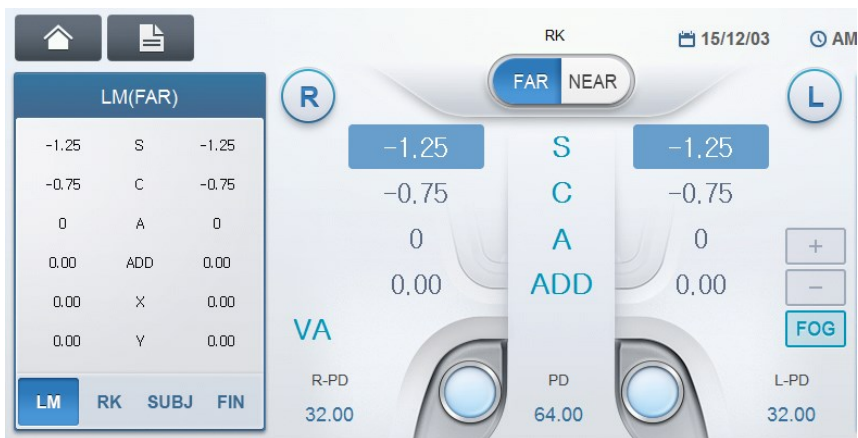 RK 15/12/03 AM
FAR NEAR
R L
LM(FAR)
-1.25 S -1.25
-0.75 C -0.75
0 A 0
0.00 ADD 0.00
0.00 X 0.00
0.00 Y 0.00
LM RK SUBJ FIN
-1.25 S -1.25
-0.75 C -0.75
0 A 0
0.00 ADD 0.00
+
-
FOG
VA
R-PD PD L-PD
32.00 64.00 32.00